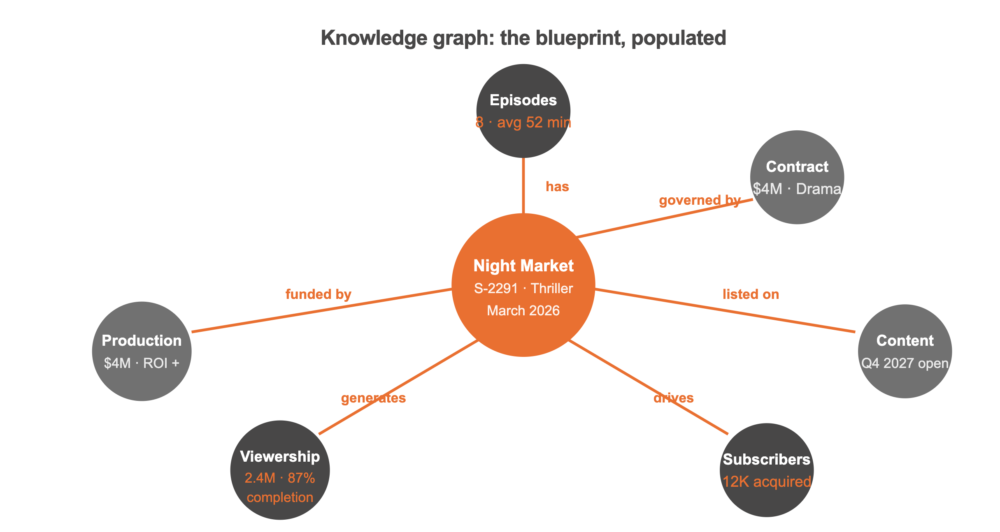 Knowledge graph: the blueprint, populated
Episodes
8 · avg 52 min
Contract
$4M · Drama
has
governed by
Night Market
S-2291 · Thriller
March 2026
funded by
listed on
Production
$4M · ROI +
Content
Q4 2027 open
generates
drives
Viewership
2.4M · 87%
completion
Subscribers
12K acquired